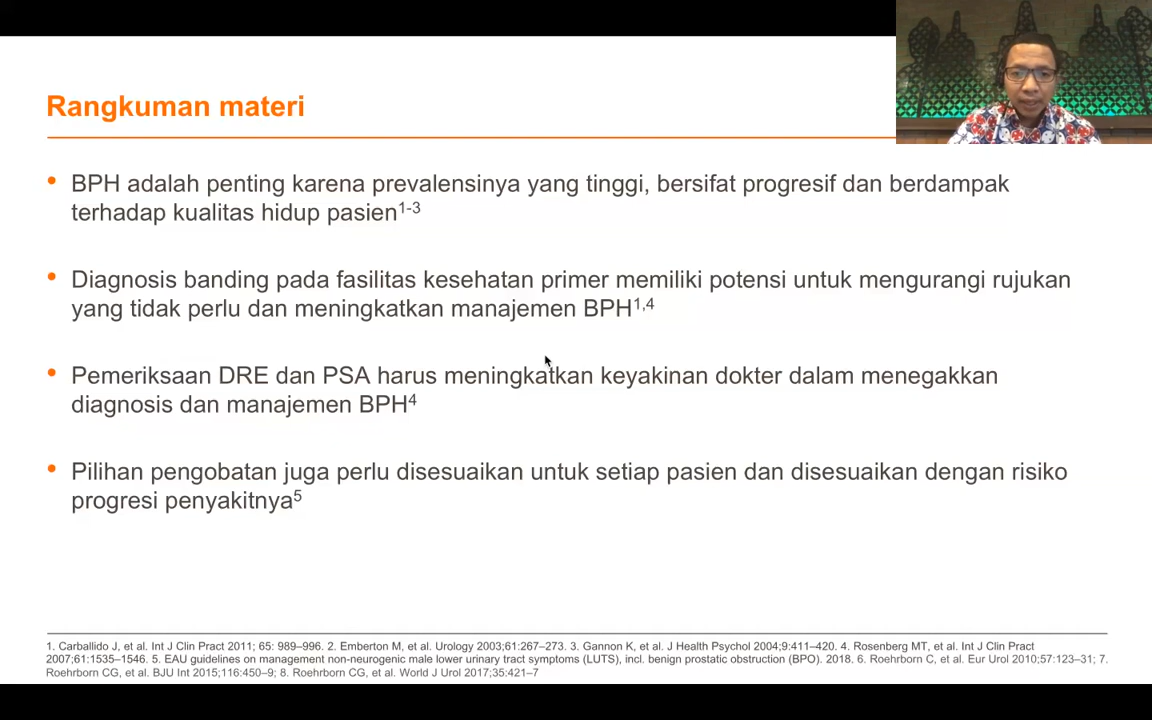 Rangkuman materi
• BPH adalah penting karena prevalensinya yang tinggi, bersifat progresif dan berdampak
terhadap kualitas hidup pasien1-3
• Diagnosis banding pada fasilitas kesehatan primer memiliki potensi untuk mengurangi rujukan
yang tidak perlu dan meningkatkan manajemen BPH1,4
• Pemeriksaan DRE dan PSA harus meningkatkan keyakinan dokter dalam menegakkan
diagnosis dan manajemen BPH4
• Pilihan pengobatan juga perlu disesuaikan untuk setiap pasien dan disesuaikan dengan risiko
progresi penyakitnya5
1. Carballido J, et al. Int J Clin Pract 2011; 65: 989–996. 2. Emberton M, et al. Urology 2003;61:267–273. 3. Gannon K, et al. J Health Psychol 2004;9:411–420. 4. Rosenberg MT, et al. Int J Clin Pract
2007;61:1535–1546. 5. EAU guidelines on management non-neurogenic male lower urinary tract symptoms (LUTS), incl. benign prostatic obstruction (BPO). 2018. 6. Roehrborn C, et al. Eur Urol 2010;57:123–31; 7.
Roehrborn CG, et al. BJU Int 2015;116:450–9; 8. Roehrborn CG, et al. World J Urol 2017;35:421–7